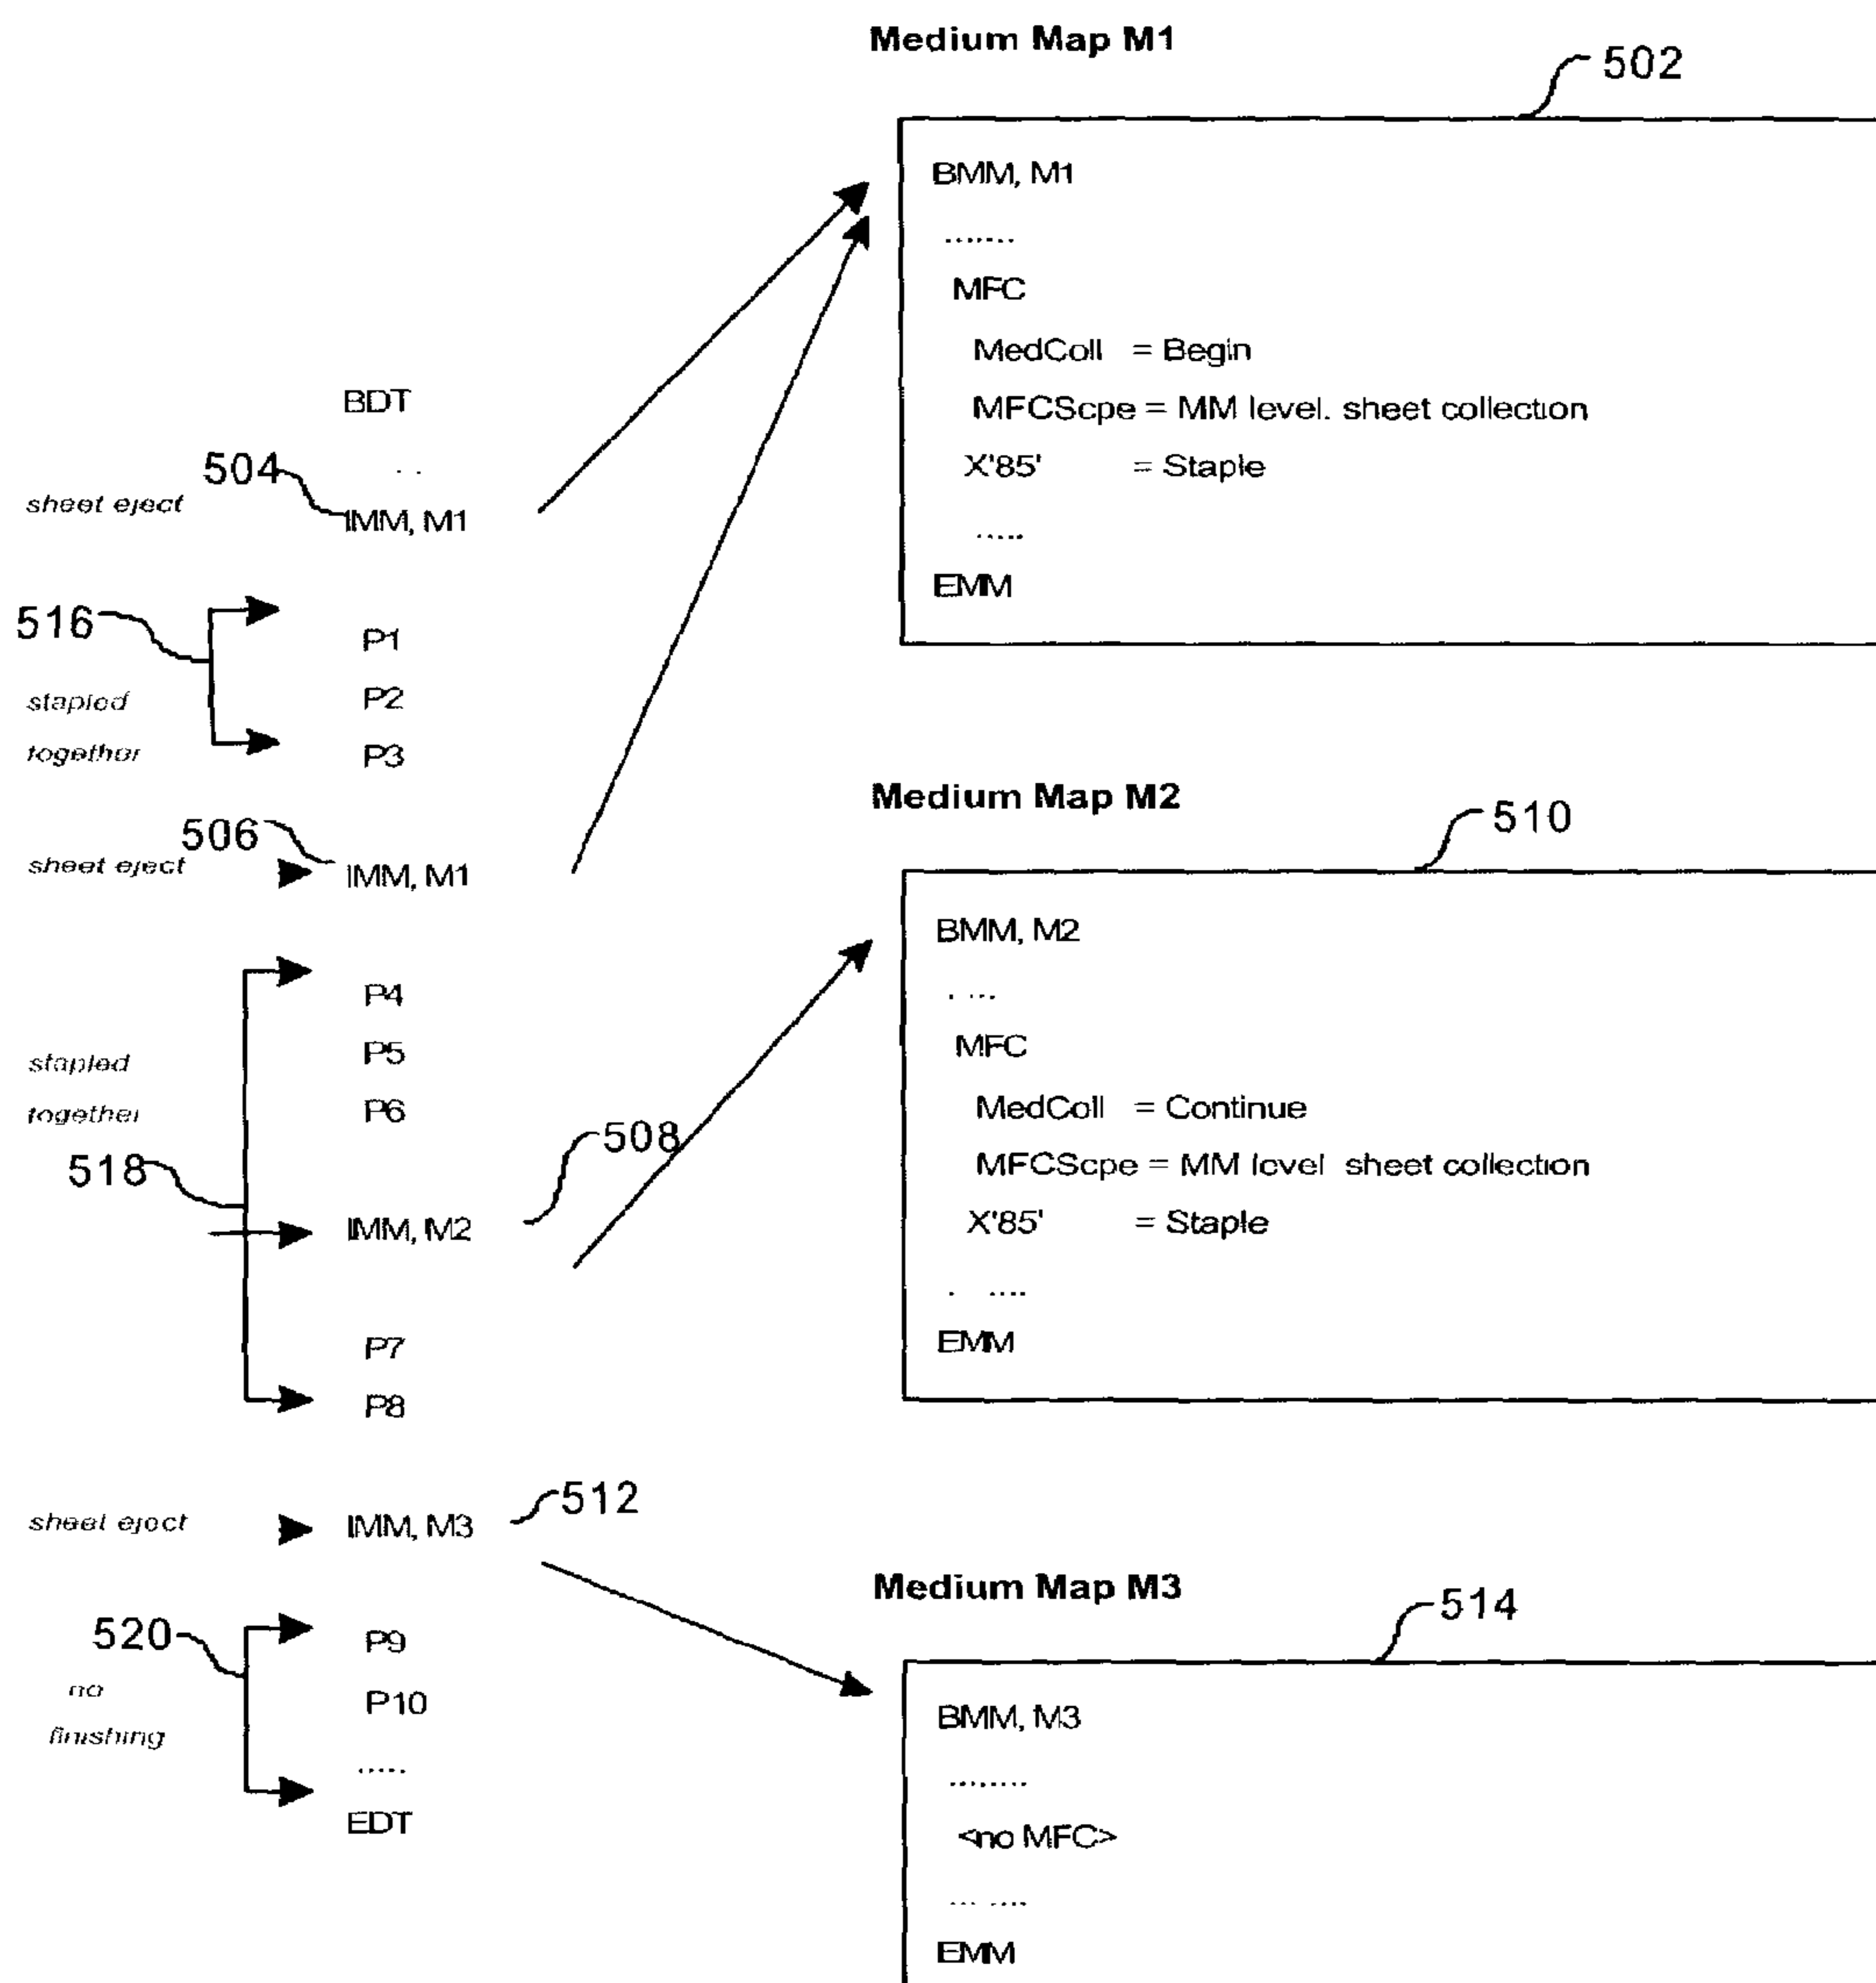 Medium Map M1
502
BMM, M1
.......
MFC
MedColl = Begin
MFCScpe = MM level. sheet collection
X'85' = Staple
.....
EMM
BDT
. .
504
sheet eject
IMM, M1
516
P1
stapled
P2
together
P3
506
sheet eject
IMM, M1
P4
P5
stapled
together
P6
518
508
IMM, M2
P7
P8
Medium Map M2
510
BMM, M2
. ....
MFC
MedColl = Continue
MFCScpe = MM level sheet collection
X'85' = Staple
. ....
EMM
512
sheet eject
IMM, M3
520
P9
no
P10
finishing
.....
EDT
Medium Map M3
514
BMM, M3
........
<no MFC>
... ....
EMM